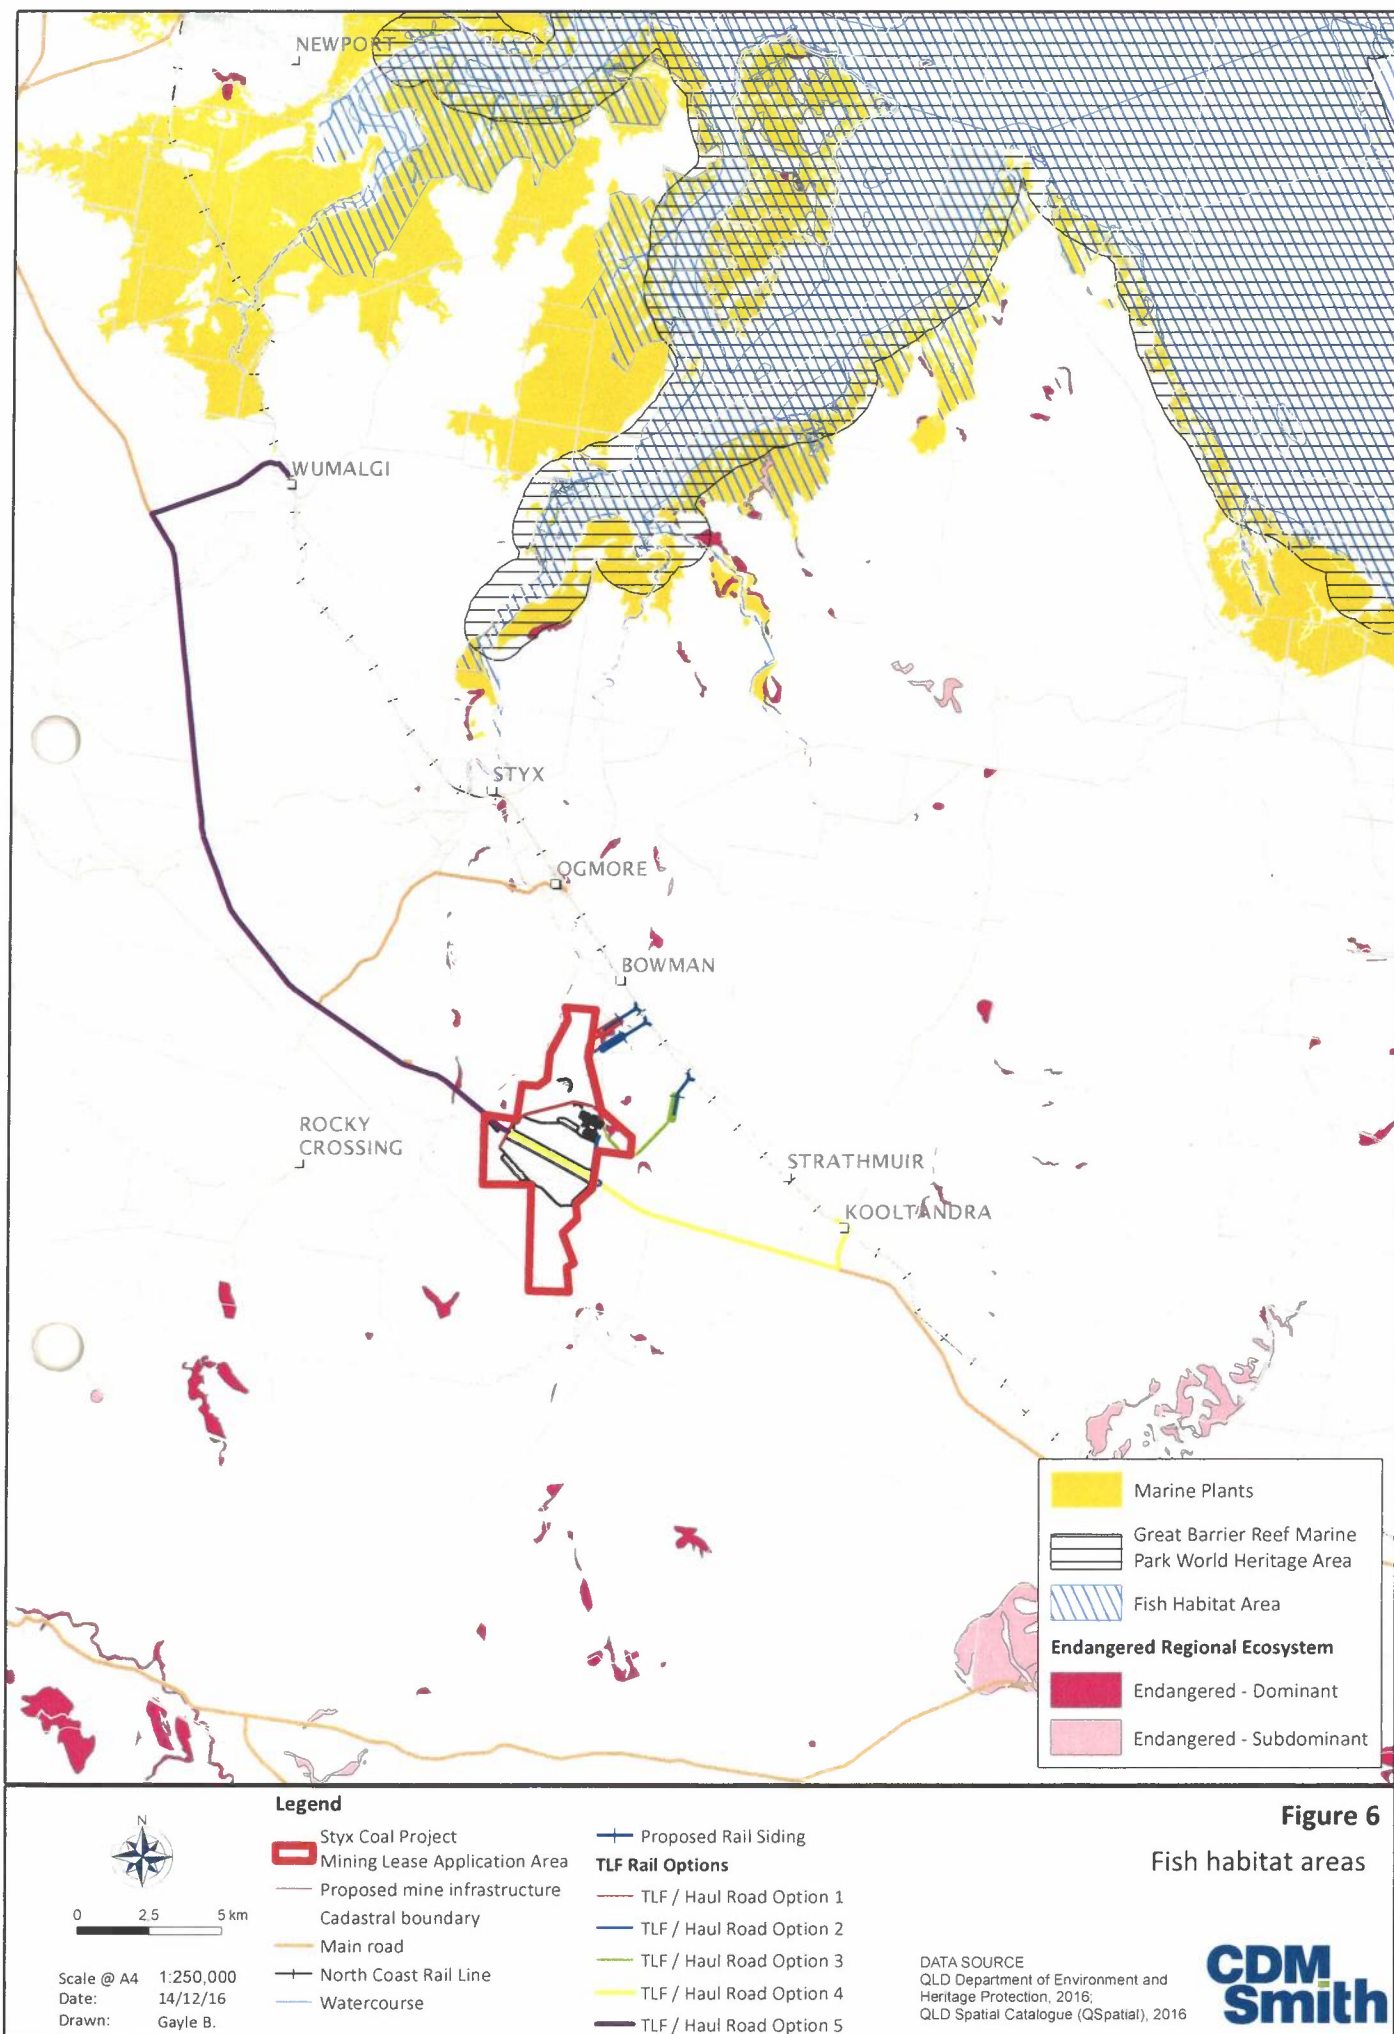 NEWPORT
WUMALGI
STYX
OGMORE
BOWMAN
ROCKY
CROSSING
STRATHMUIR
KOOLTANDRA
Marine Plants
Great Barrier Reef Marine
Park World Heritage Area
Fish Habitat Area
Endangered Regional Ecosystem
Endangered - Dominant
Endangered - Subdominant
N
0 2.5 5 km
Scale @ A4 1:250,000
Date: 14/12/16
Drawn: Gayle B.
Legend
Styx Coal Project
Mining Lease Application Area
Proposed mine infrastructure
Cadastral boundary
Main road
North Coast Rail Line
Watercourse
Proposed Rail Siding
TLF Rail Options
TLF / Haul Road Option 1
TLF / Haul Road Option 2
TLF / Haul Road Option 3
TLF / Haul Road Option 4
TLF / Haul Road Option 5
Figure 6
Fish habitat areas
DATA SOURCE
QLD Department of Environment and
Heritage Protection, 2016;
QLD Spatial Catalogue (QSpatial), 2016
CDM
Smith